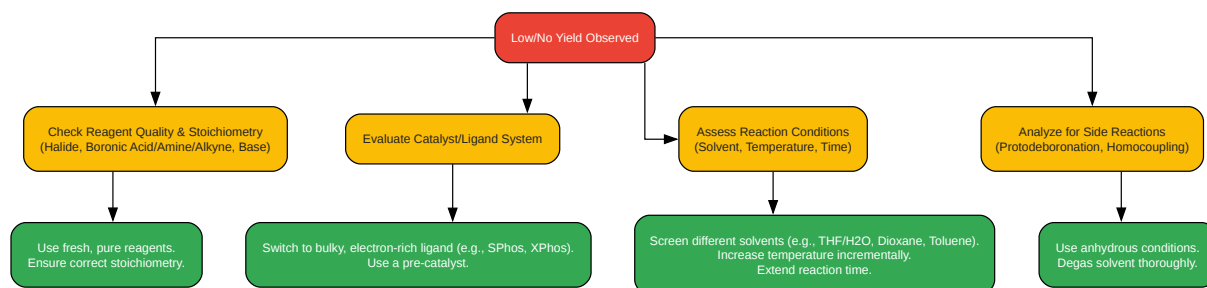 Low/No Yield Observed
Check Reagent Quality & Stoichiometry
(Halide, Boronic Acid/Amine/Alkyne, Base)
Evaluate Catalyst/Ligand System
Assess Reaction Conditions
(Solvent, Temperature, Time)
Analyze for Side Reactions
(Protodeboronation, Homocoupling)
Use fresh, pure reagents.
Ensure correct stoichiometry.
Switch to bulky, electron-rich ligand (e.g., SPhos, XPhos).
Use a pre-catalyst.
Screen different solvents (e.g., THF/H2O, Dioxane, Toluene).
Increase temperature incrementally.
Extend reaction time.
Use anhydrous conditions.
Degas solvent thoroughly.